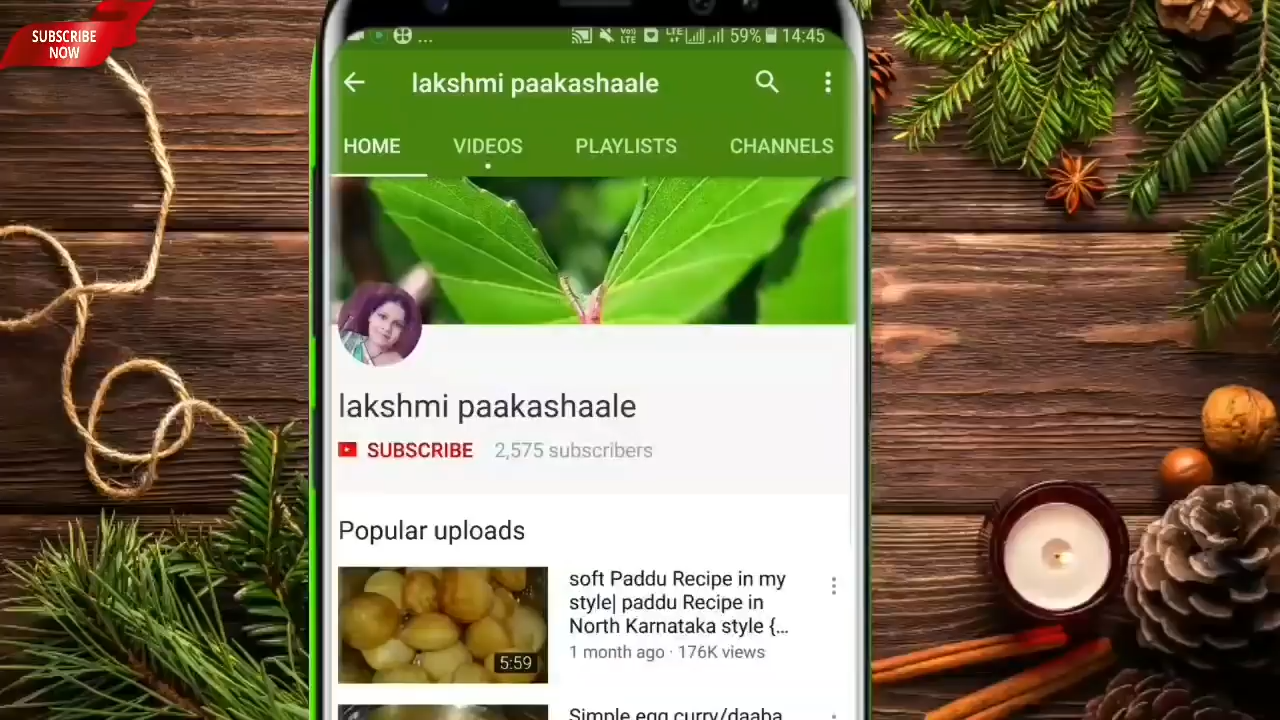 SUBSCRIBE
NOW
... VoLTE LTE 59% 14:45
lakshmi paakashaale
HOME VIDEOS PLAYLISTS CHANNELS
lakshmi paakashaale
SUBSCRIBE 2,575 subscribers
Popular uploads
soft Paddu Recipe in my
style| paddu Recipe in
North Karnataka style {...
1 month ago · 176K views
5:59
Simple egg curry/daaba